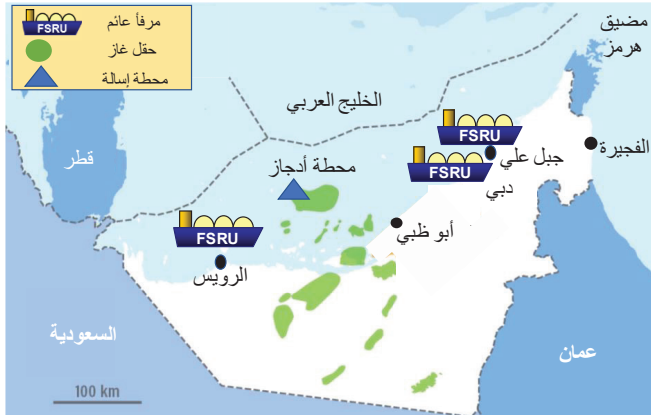 مرفأ عائم
FSRU
حقل غاز
محطة إسالة
مضيق
هرمز
الخليج العربي
قطر
FSRU
FSRU
الفجيرة
جبل علي
دبي
محطة أدجاز
أبو ظبي
FSRU
الرويس
السعودية
عمان
100 km